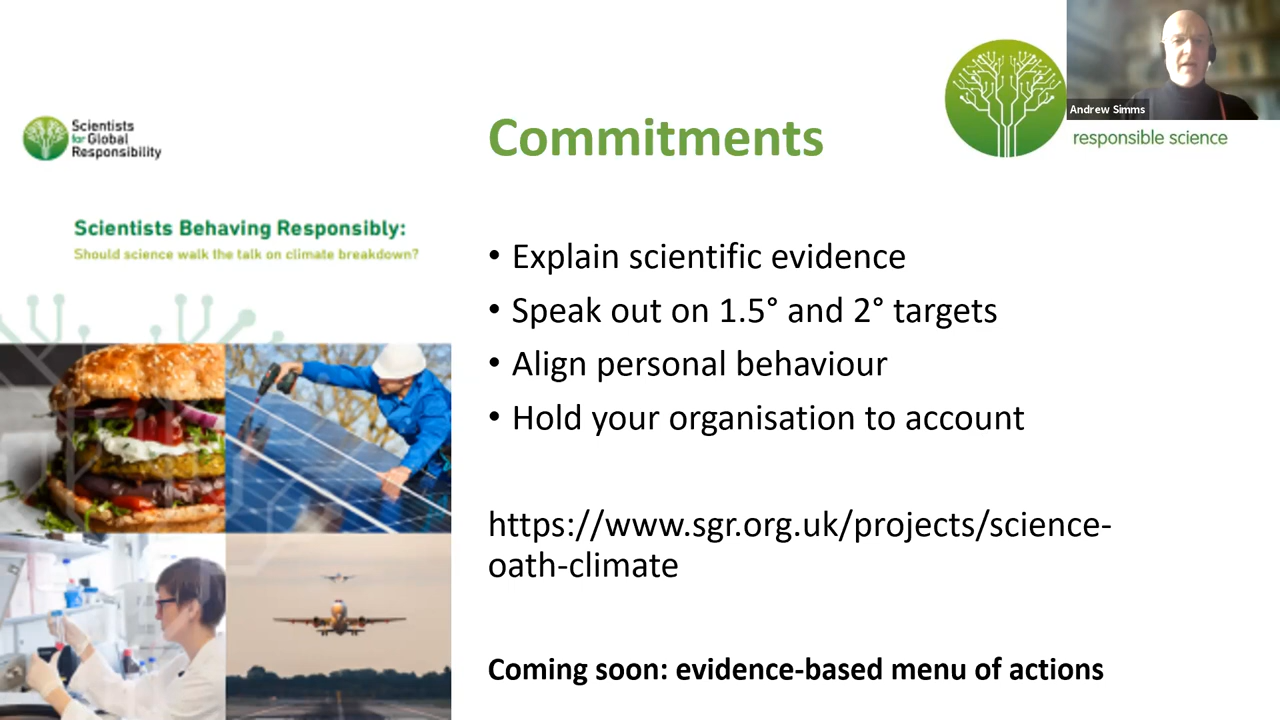 Andrew Simms
responsible science
Scientists
for Global
Responsibility
Scientists Behaving Responsibly:
Should science walk the talk on climate breakdown?
Commitments
• Explain scientific evidence
• Speak out on 1.5° and 2° targets
• Align personal behaviour
• Hold your organisation to account
https://www.sgr.org.uk/projects/science-
oath-climate
Coming soon: evidence-based menu of actions